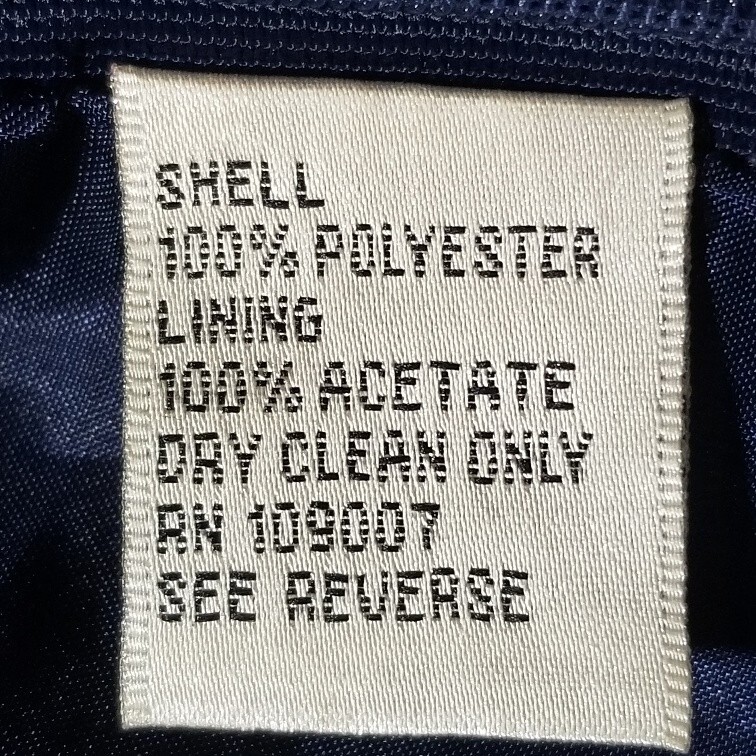 SHELL
100% POLYESTER
LINING
100% ACETATE
DRY CLEAN ONLY
RN 109007
SEE REVERSE